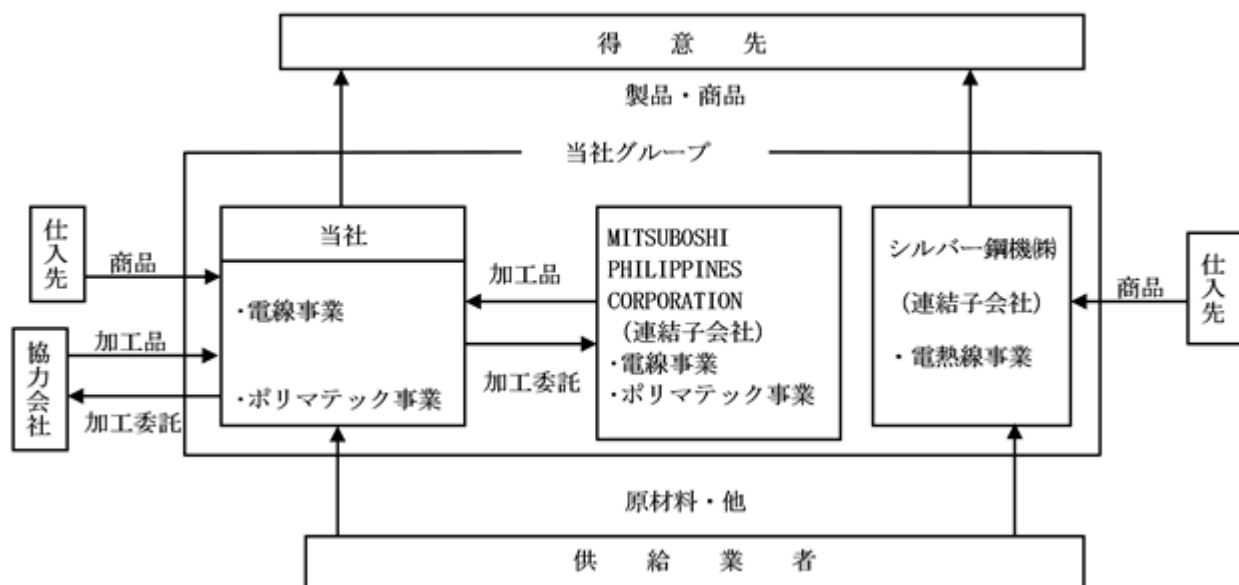 得意先
製品・商品
当社グループ
仕入先
商品
協力会社
加工品
加工委託
当社
・電線事業
・ポリマテック事業
加工品
加工委託
MITSUBOSHI
PHILIPPINES
CORPORATION
(連結子会社)
・電線事業
・ポリマテック事業
シルバー鋼機㈱
(連結子会社)
・電熱線事業
商品
仕入先
原材料・他
供給業者